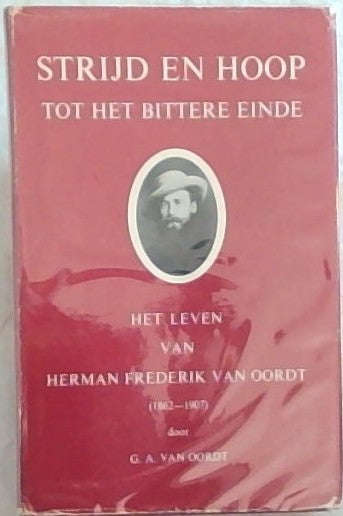 STRIJD EN HOOP
TOT HET BITTERE EINDE
HET LEVEN
VAN
HERMAN FREDERIK VAN OORDT
(1862—1907)
door
G. A. VAN OORDT